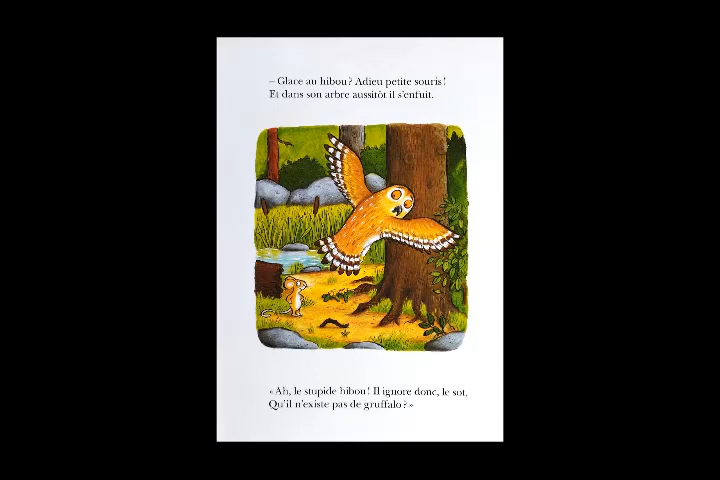 – Glace au hibou ? Adieu petite souris !
Et dans son arbre aussitôt il s'enfuit.
« Ah, le stupide hibou ! Il ignore donc, le sot,
Qu'il n'existe pas de gruffalo ? »